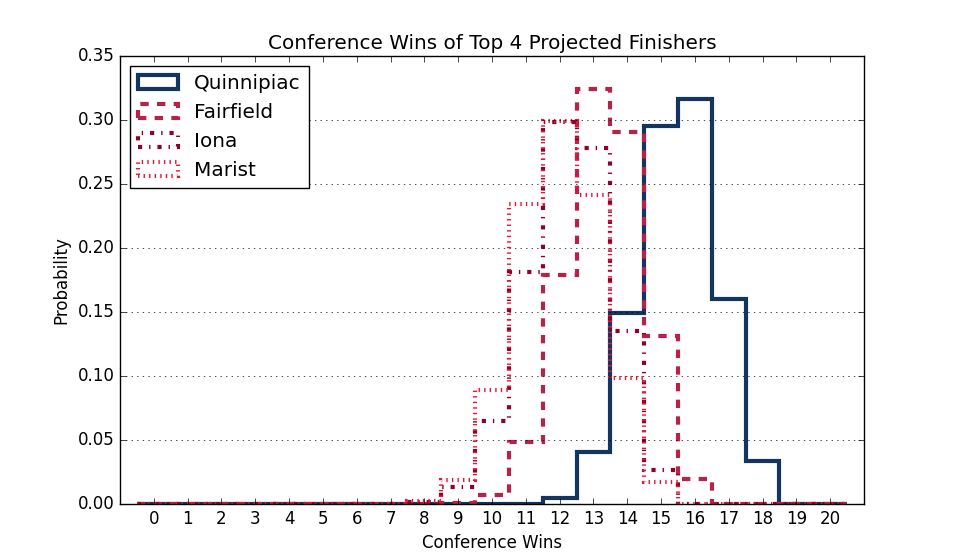 Conference Wins of Top 4 Projected Finishers
Quinnipiac
Fairfield
Iona
Marist
Probability
0.35
0.30
0.25
0.20
0.15
0.10
0.05
0.00
0 1 2 3 4 5 6 7 8 9 10 11 12 13 14 15 16 17 18 19 20
Conference Wins